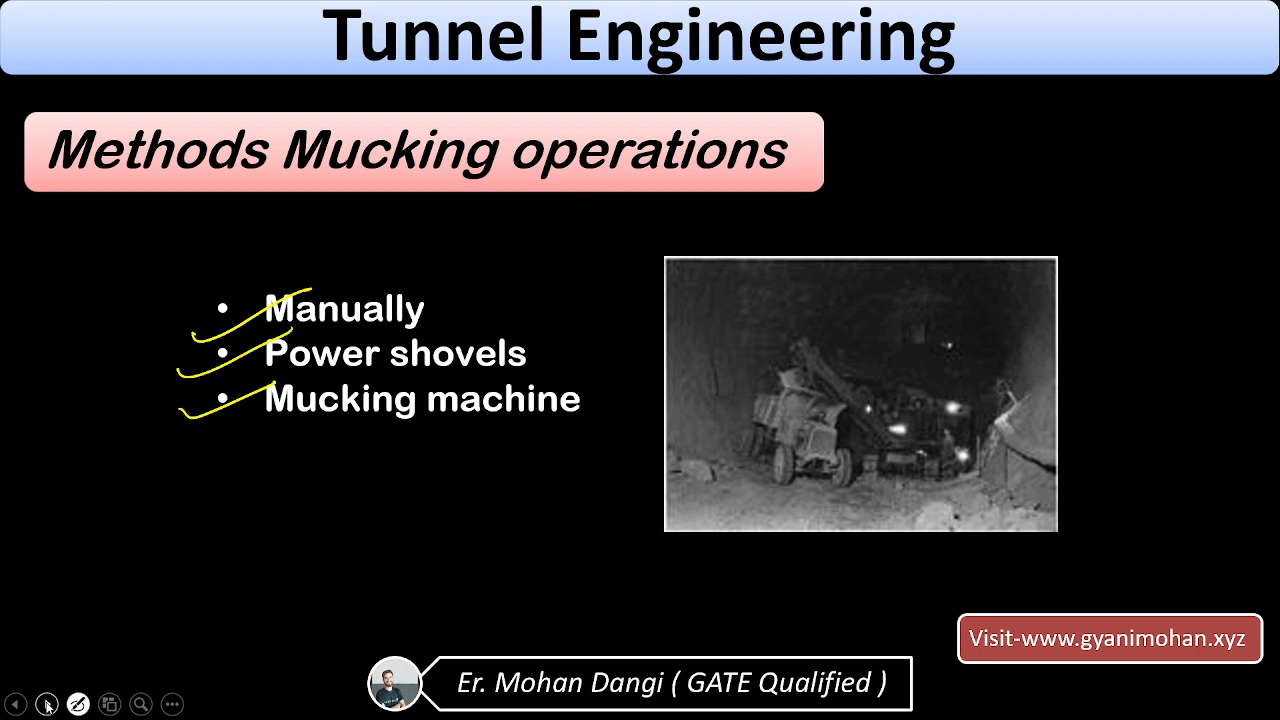 Tunnel Engineering
Methods Mucking operations
• Manually
• Power shovels
• Mucking machine
Visit-www.gyanimohan.xyz
Er. Mohan Dangi ( GATE Qualified )